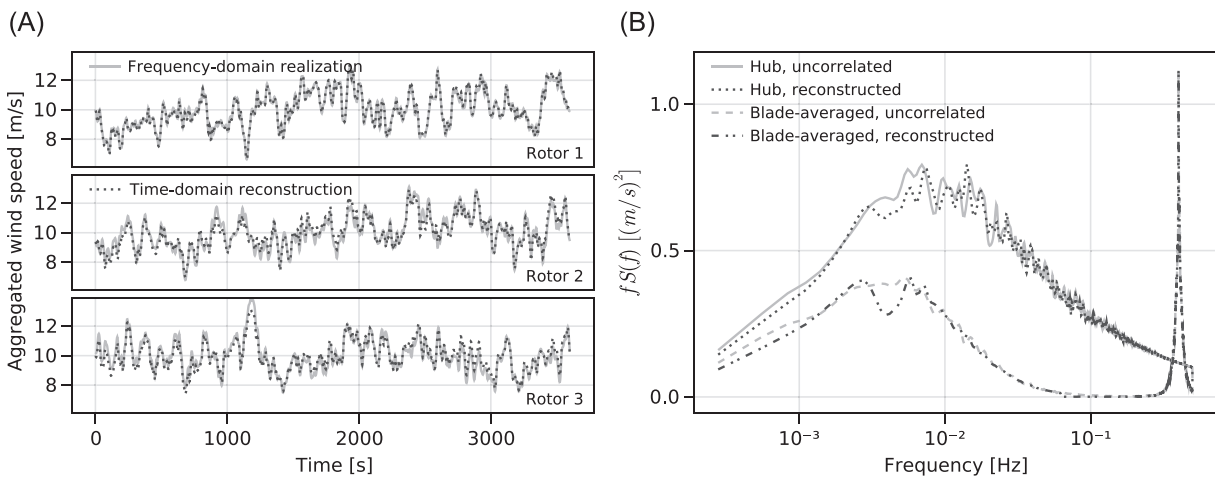 (A)
Aggregated wind speed [m/s]
12
10
8
Frequency-domain realization
Rotor 1
12
10
8
Time-domain reconstruction
Rotor 2
12
10
8
Rotor 3
0
1000
2000
3000
Time [s]
(B)
f S(f) [(m/s)²]
1.0
0.5
0.0
Hub, uncorrelated
Hub, reconstructed
Blade-averaged, uncorrelated
Blade-averaged, reconstructed
10⁻³
10⁻²
10⁻¹
Frequency [Hz]